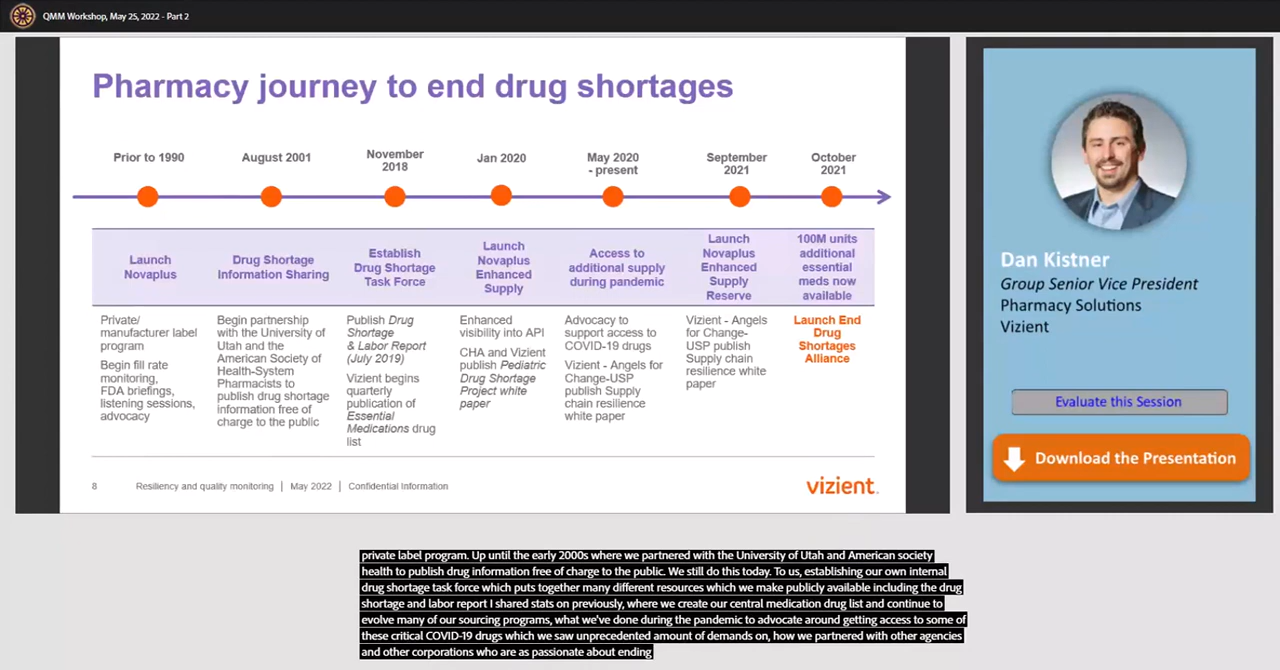 QMM Workshop, May 25, 2022 - Part 2
Pharmacy journey to end drug shortages
Prior to 1990
August 2001
November
2018
Jan 2020
May 2020
- present
September
2021
October
2021
Launch
Novaplus
Drug Shortage
Information Sharing
Establish
Drug Shortage
Task Force
Launch
Novaplus
Enhanced
Supply
Access to
additional supply
during pandemic
Launch
Novaplus
Enhanced
Supply
Reserve
100M units
additional
essential
meds now
available
Private/
manufacturer label
program
Begin fill rate
monitoring,
FDA briefings,
listening sessions,
advocacy
Begin partnership
with the University of
Utah and the
American Society of
Health-System
Pharmacists to
publish drug shortage
information free of
charge to the public
Publish Drug
Shortage
& Labor Report
(July 2019)
Vizient begins
quarterly
publication of
Essential
Medications drug
list
Enhanced
visibility into API
CHA and Vizient
publish Pediatric
Drug Shortage
Project white
paper
Advocacy to
support access to
COVID-19 drugs
Vizient - Angels for
Change-USP
publish Supply
chain resilience
white paper
Vizient - Angels
for Change-
USP publish
Supply chain
resilience white
paper
Launch End
Drug
Shortages
Alliance
8 Resiliency and quality monitoring | May 2022 | Confidential Information
vizient.
Dan Kistner
Group Senior Vice President
Pharmacy Solutions
Vizient
Evaluate this Session
Download the Presentation
private label program. Up until the early 2000s where we partnered with the University of Utah and American society
health to publish drug information free of charge to the public. We still do this today. To us, establishing our own internal
drug shortage task force which puts together many different resources which we make publicly available including the drug
shortage and labor report I shared stats on previously, where we create our central medication drug list and continue to
evolve many of our sourcing programs, what we've done during the pandemic to advocate around getting access to some of
these critical COVID-19 drugs which we saw unprecedented amount of demands on, how we partnered with other agencies
and other corporations who are as passionate about ending